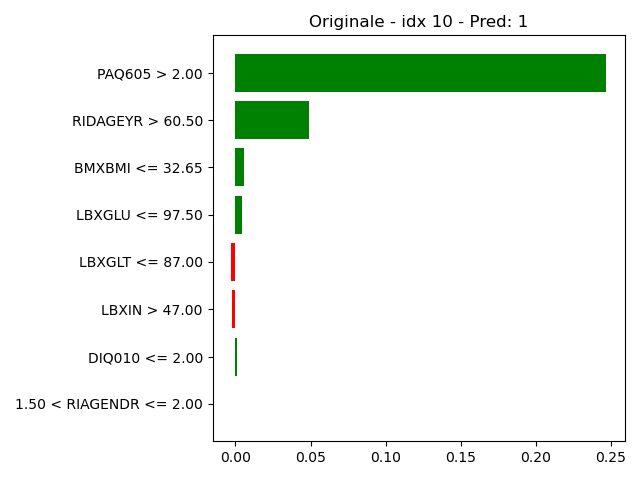 Originale - idx 10 - Pred: 1
PAQ605 > 2.00
RIDAGEYR > 60.50
BMXBMI <= 32.65
LBXGLU <= 97.50
LBXGLT <= 87.00
LBXIN > 47.00
DIQ010 <= 2.00
1.50 < RIAGENDR <= 2.00
0.00 0.05 0.10 0.15 0.20 0.25